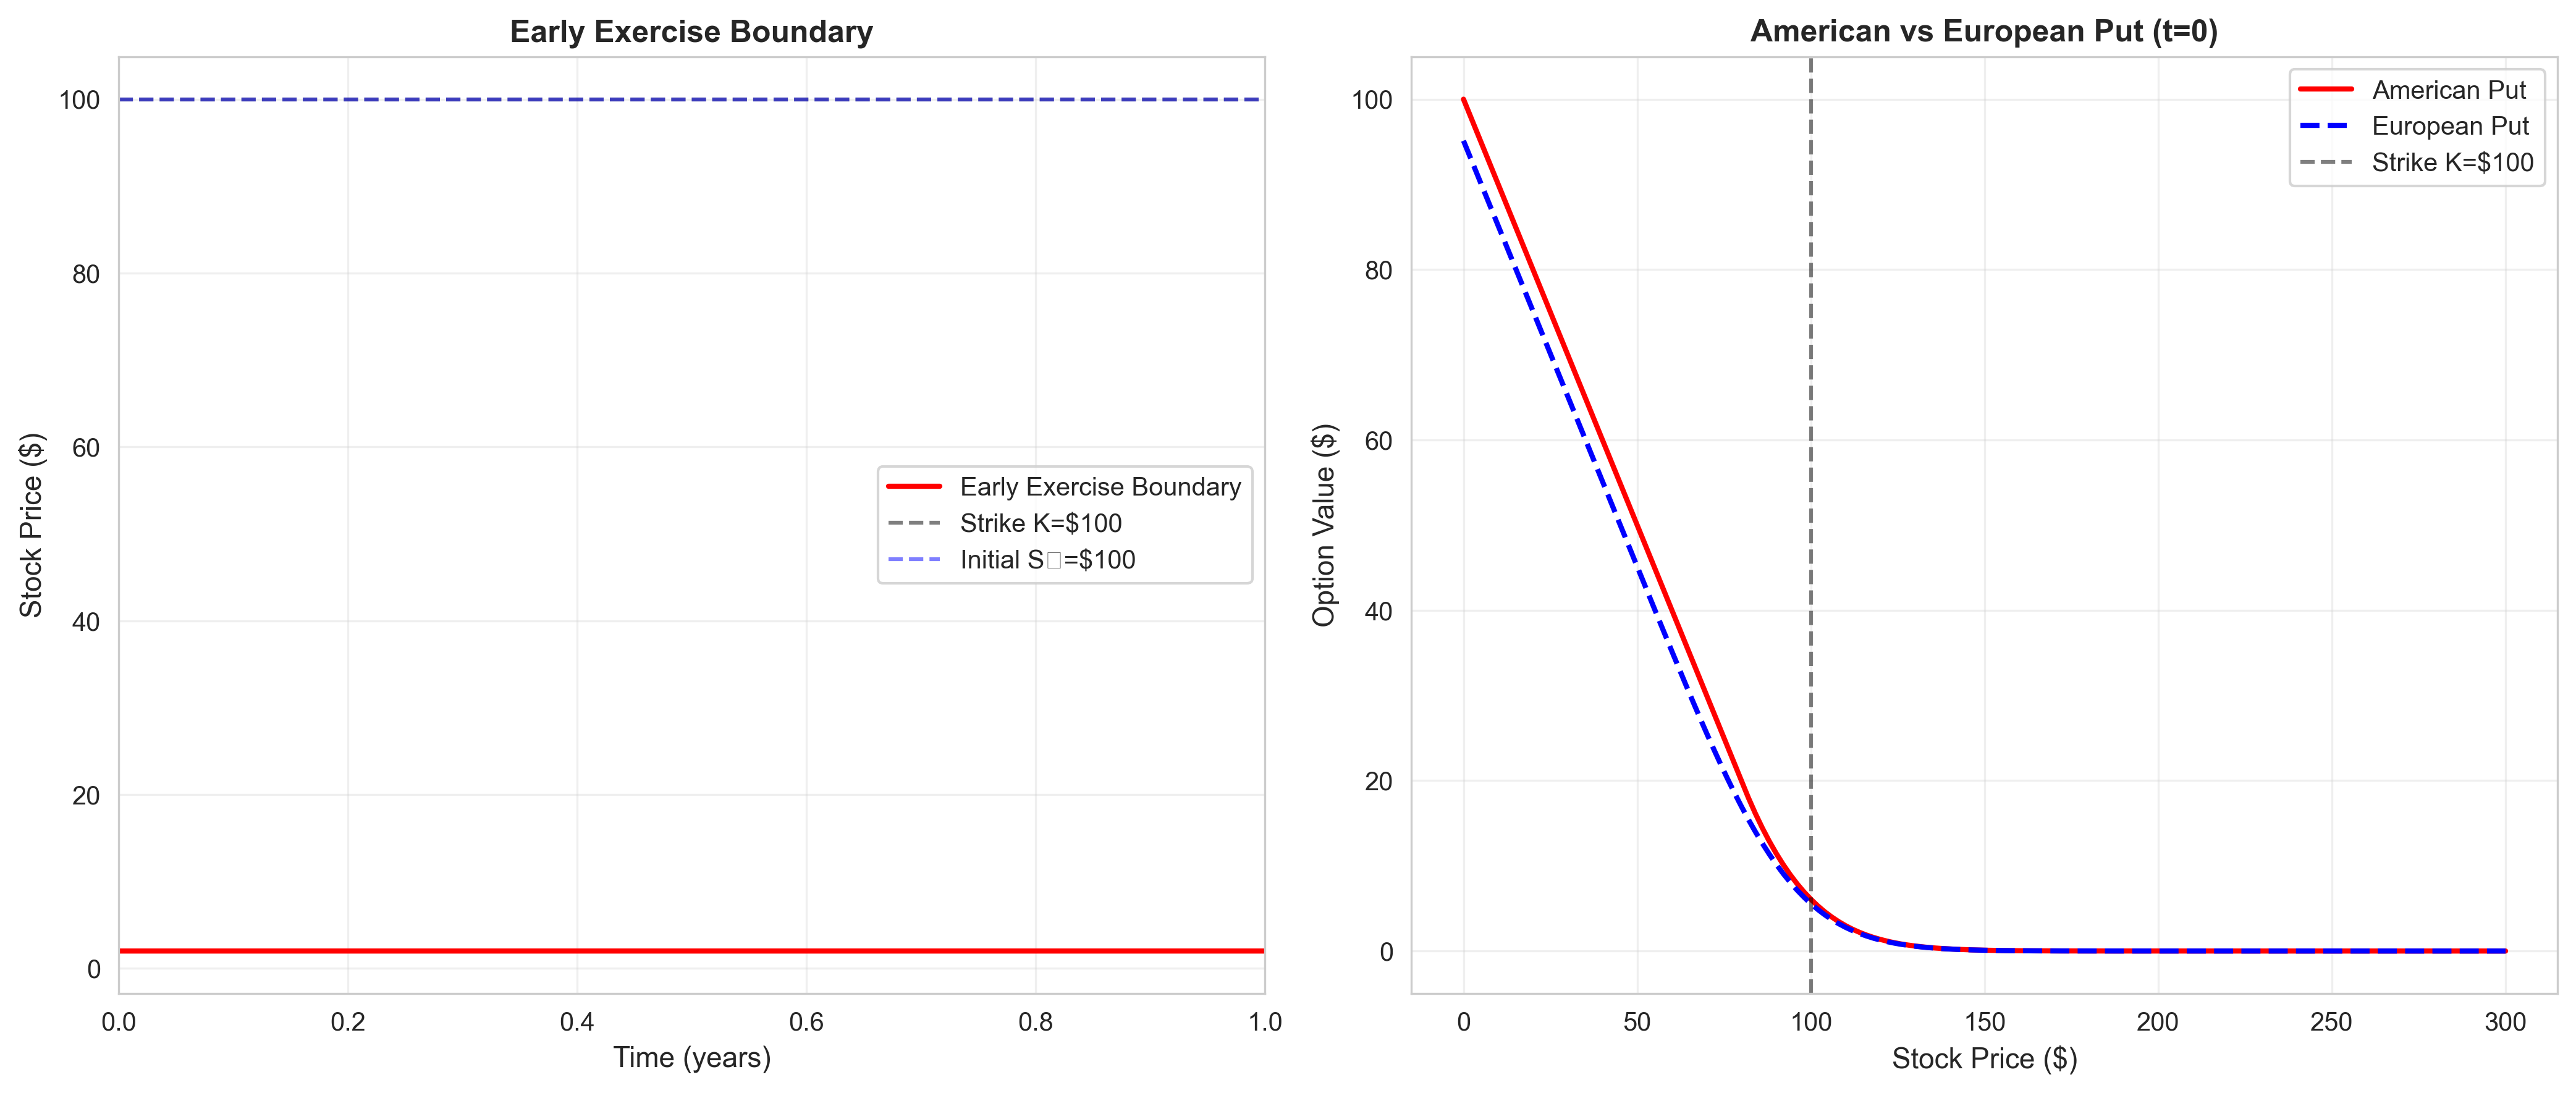 Early Exercise Boundary
Stock Price ($)
100
80
60
40
20
0
0.0 0.2 0.4 0.6 0.8 1.0
Time (years)
Early Exercise Boundary
Strike K=$100
Initial S□=$100
American vs European Put (t=0)
Option Value ($)
100
80
60
40
20
0
0 50 100 150 200 250 300
Stock Price ($)
American Put
European Put
Strike K=$100